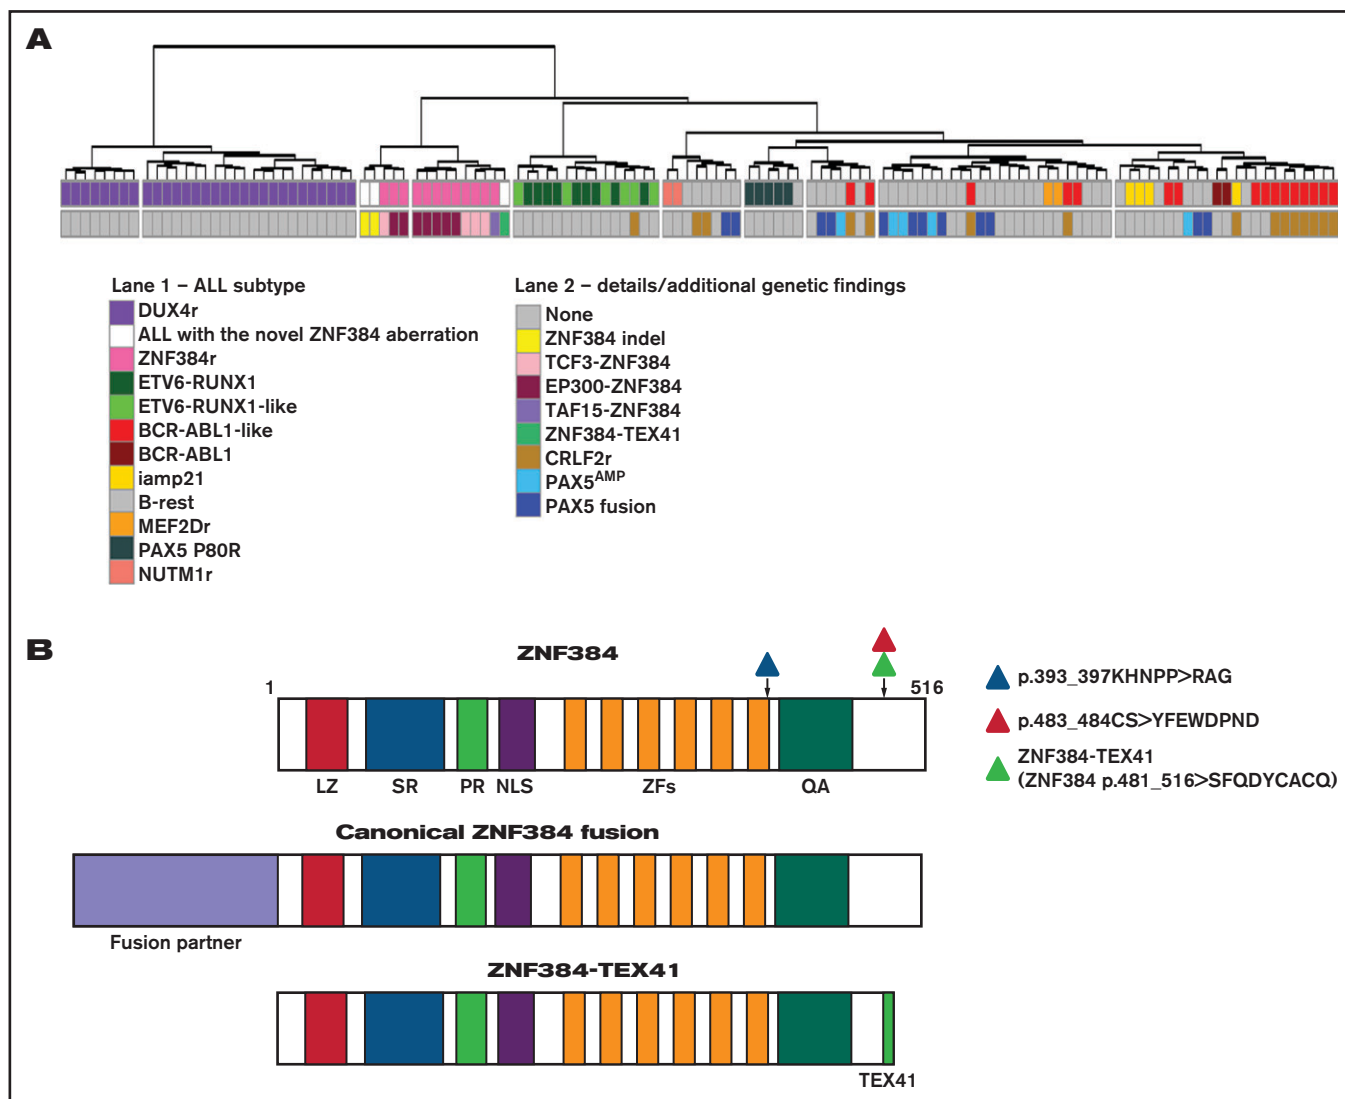 A
Lane 1 – ALL subtype
DUX4r
ALL with the novel ZNF384 aberration
ZNF384r
ETV6-RUNX1
ETV6-RUNX1-like
BCR-ABL1-like
BCR-ABL1
iamp21
B-rest
MEF2Dr
PAX5 P80R
NUTM1r
Lane 2 – details/additional genetic findings
None
ZNF384 indel
TCF3-ZNF384
EP300-ZNF384
TAF15-ZNF384
ZNF384-TEX41
CRLF2r
PAX5AMP
PAX5 fusion
B
ZNF384
1
516
LZ
SR
PR
NLS
ZFs
QA
p.393_397KHNPP>RAG
p.483_484CS>YFEWDPND
ZNF384-TEX41
(ZNF384 p.481_516>SFQDYCACQ)
Canonical ZNF384 fusion
Fusion partner
ZNF384-TEX41
TEX41